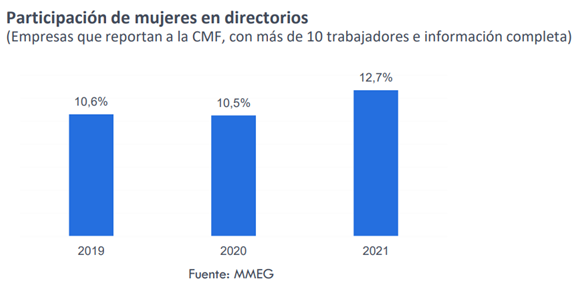 Participación de mujeres en directorios
(Empresas que reportan a la CMF, con más de 10 trabajadores e información completa)
12,7%
10,6%
10,5%
2019
2020
2021
Fuente: MMEG